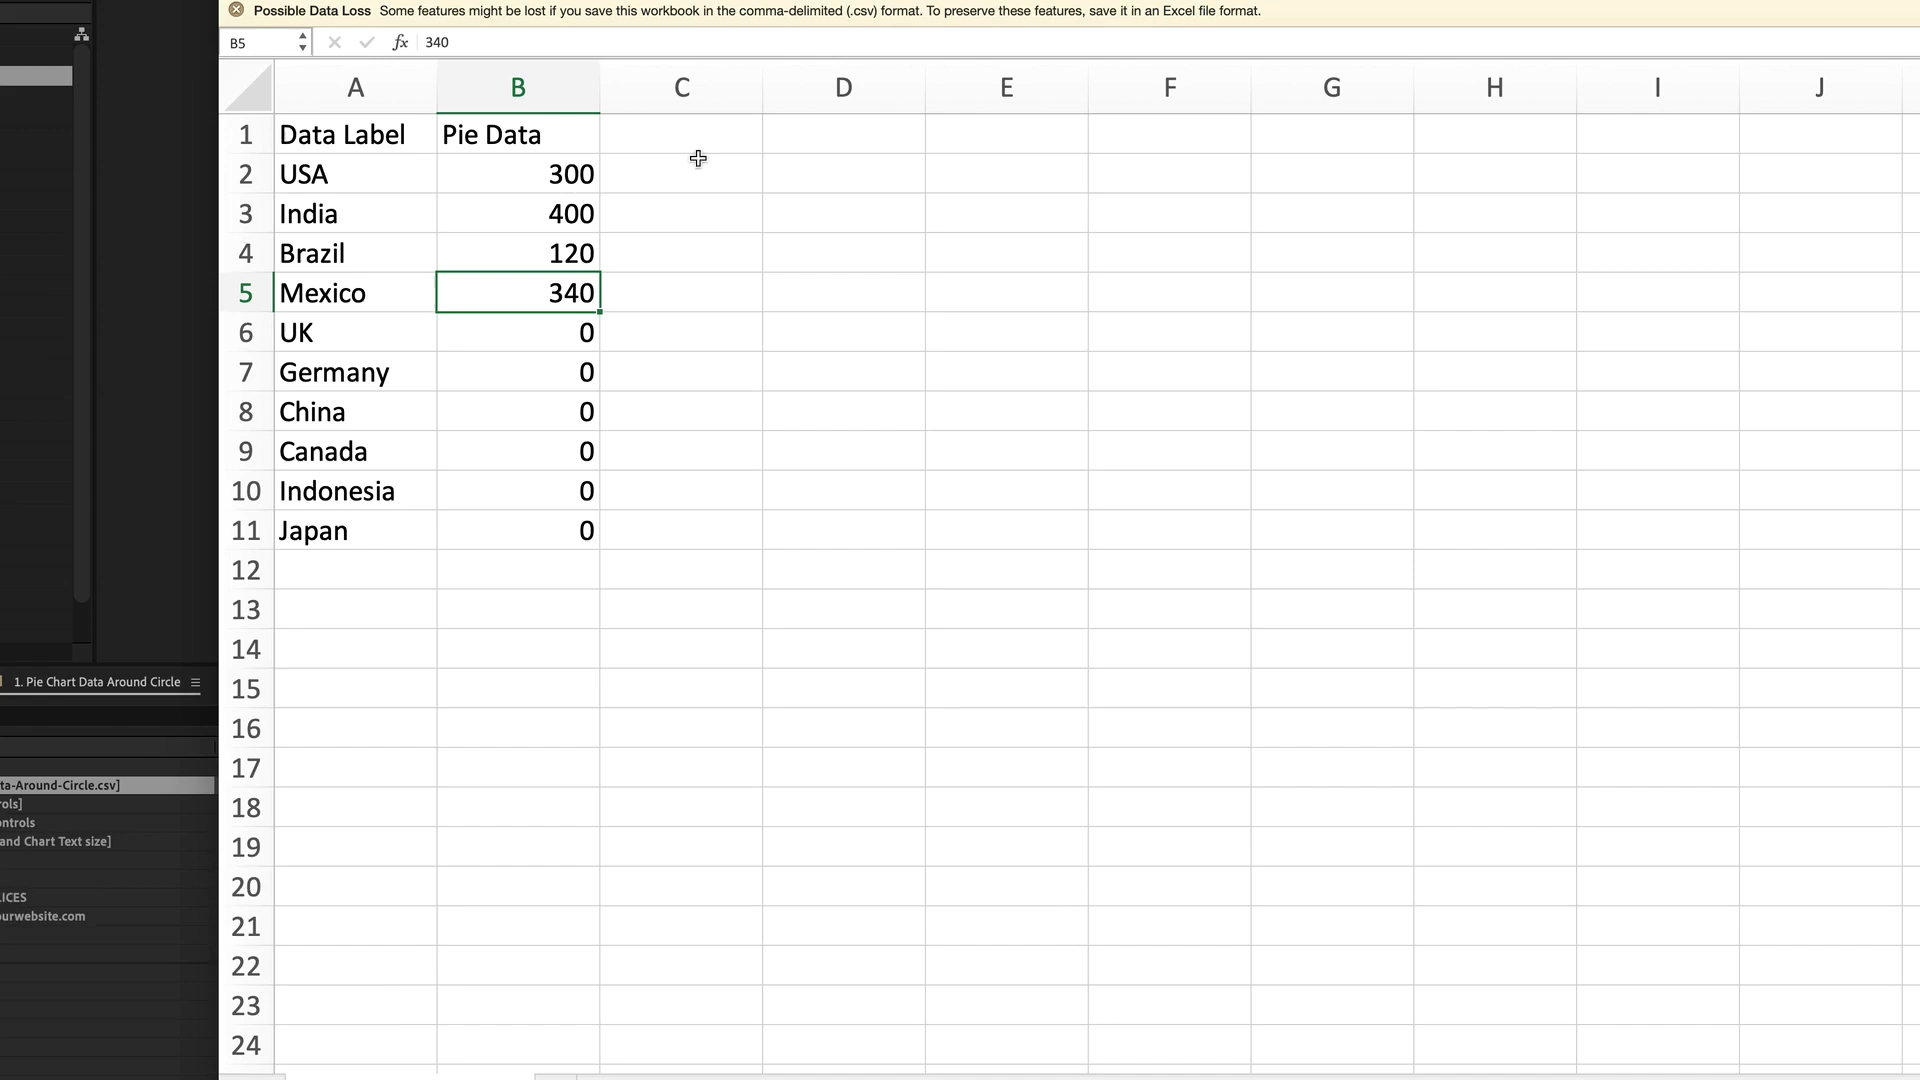 Possible Data Loss Some features might be lost if you save this workbook in the comma-delimited (.csv) format. To preserve these features, save it in an Excel file format.
B5 fx 340
A B C D E F G H I J
1 Data Label Pie Data
2 USA 300
3 India 400
4 Brazil 120
5 Mexico 340
6 UK 0
7 Germany 0
8 China 0
9 Canada 0
10 Indonesia 0
11 Japan 0
12
13
14
15
16
17
18
19
20
21
22
23
24
1. Pie Chart Data Around Circle
ta-Around-Circle.csv]
rols]
ontrols
and Chart Text size]
LICES
ourwebsite.com